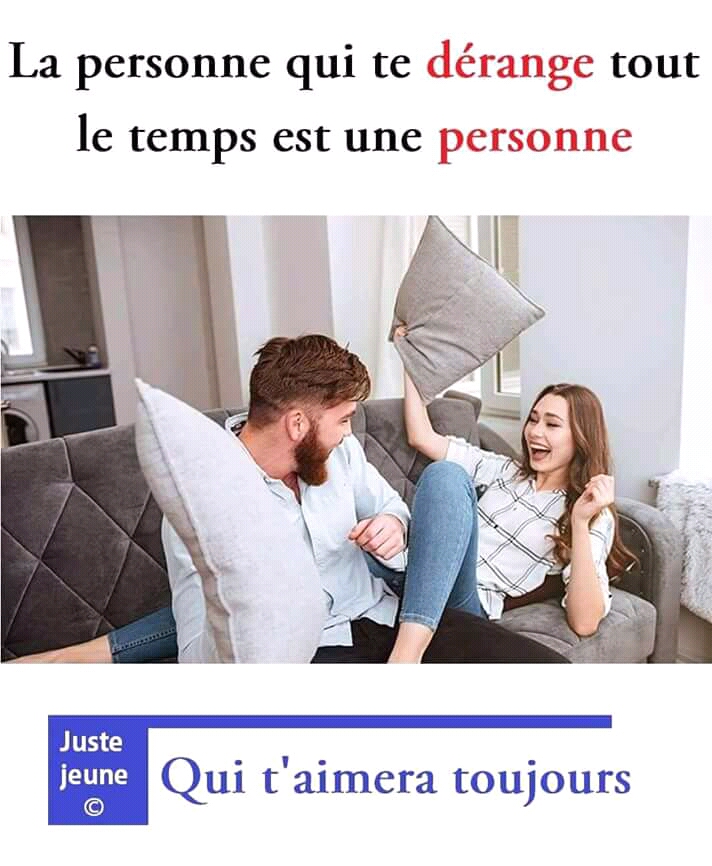 La personne qui te dérange tout
le temps est une personne
Juste
jeune
©
Qui t'aimera toujours